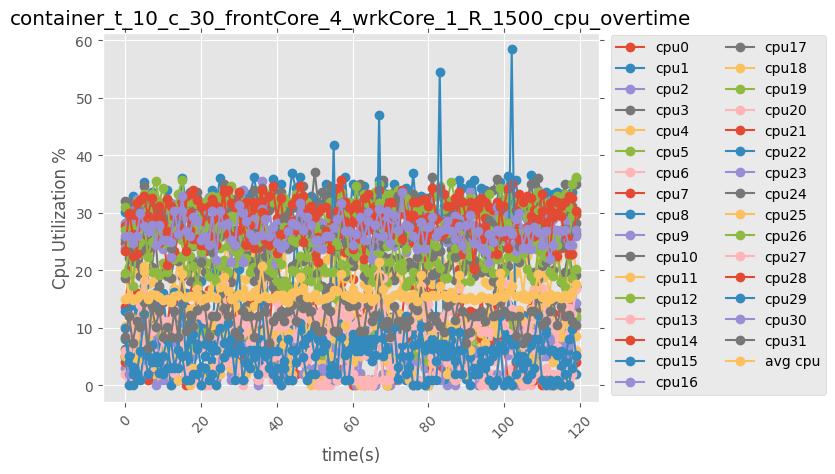 container_t_10_c_30_frontCore_4_wrkCore_1_R_1500_cpu_overtime
60
50
40
30
20
10
0
Cpu Utilization %
0
20
40
60
80
100
120
time(s)
cpu0
cpu1
cpu2
cpu3
cpu4
cpu5
cpu6
cpu7
cpu8
cpu9
cpu10
cpu11
cpu12
cpu13
cpu14
cpu15
cpu16
cpu17
cpu18
cpu19
cpu20
cpu21
cpu22
cpu23
cpu24
cpu25
cpu26
cpu27
cpu28
cpu29
cpu30
cpu31
avg cpu